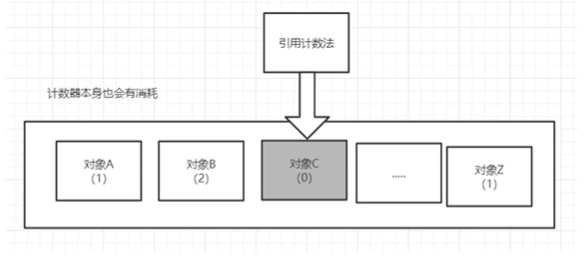 引用计数法
计数器本身也会有消耗
对象A
(1)
对象B
(2)
对象C
(0)
.....
对象Z
(1)